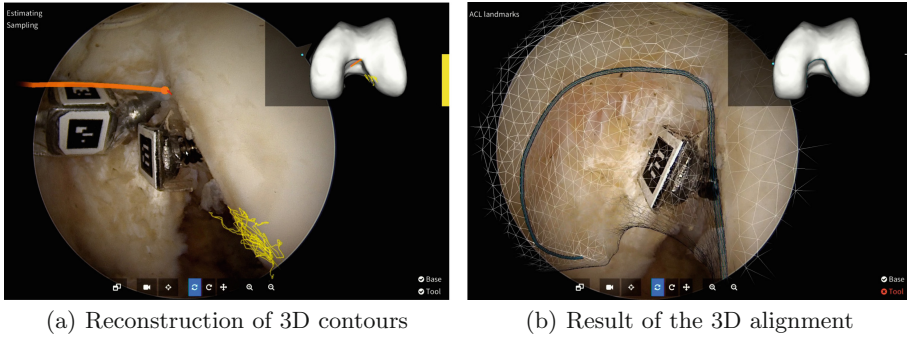 Estimating
Sampling
Base
Tool
(a) Reconstruction of 3D contours
ACL landmarks
Base
Tool
(b) Result of the 3D alignment